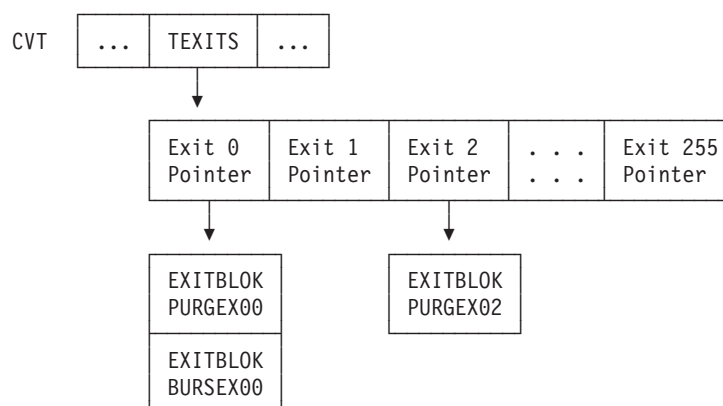 CVT ... TEXITS ...
Exit 0 Exit 1 Exit 2 . . . Exit 255
Pointer Pointer Pointer . . . Pointer
EXITBLOK EXITBLOK
PURGEX00 PURGEX02
EXITBLOK
BURSEX00